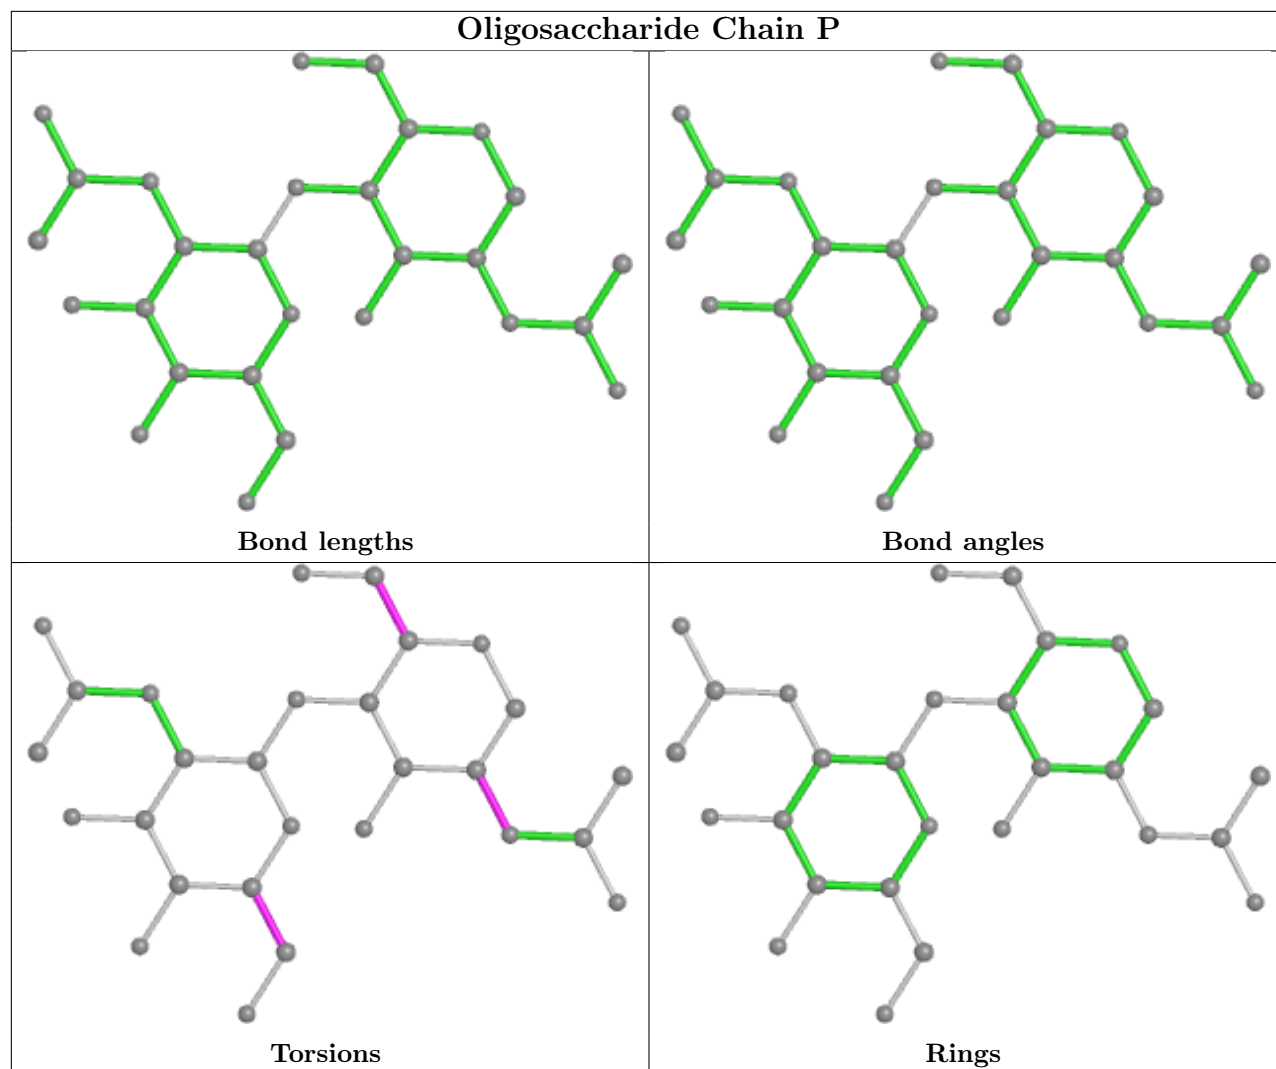 Oligosaccharide Chain P
Bond lengths
Bond angles
Torsions
Rings